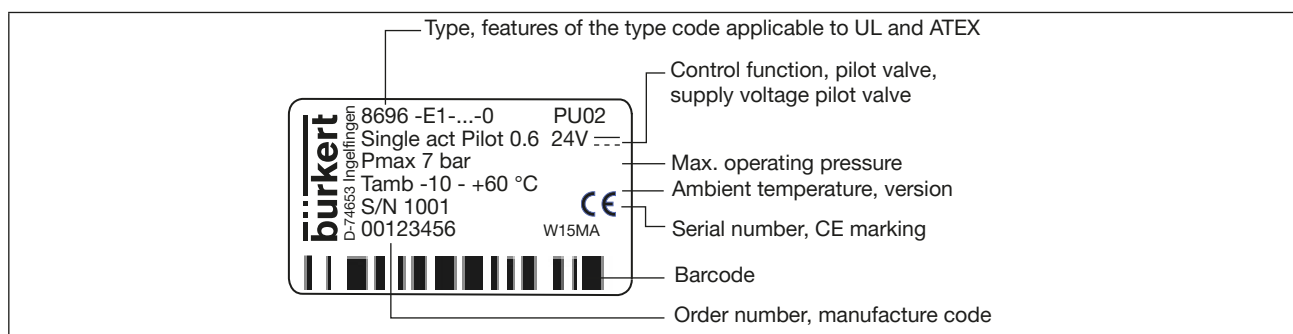 Type, features of the type code applicable to UL and ATEX
Control function, pilot valve,
supply voltage pilot valve
bürkert
D-74653 Ingelfingen
8696 -E1-...-0 PU02
Single act Pilot 0.6 24V
Pmax 7 bar
Tamb -10 - +60 °C
S/N 1001 CE
00123456 W15MA
Max. operating pressure
Ambient temperature, version
Serial number, CE marking
Barcode
Order number, manufacture code